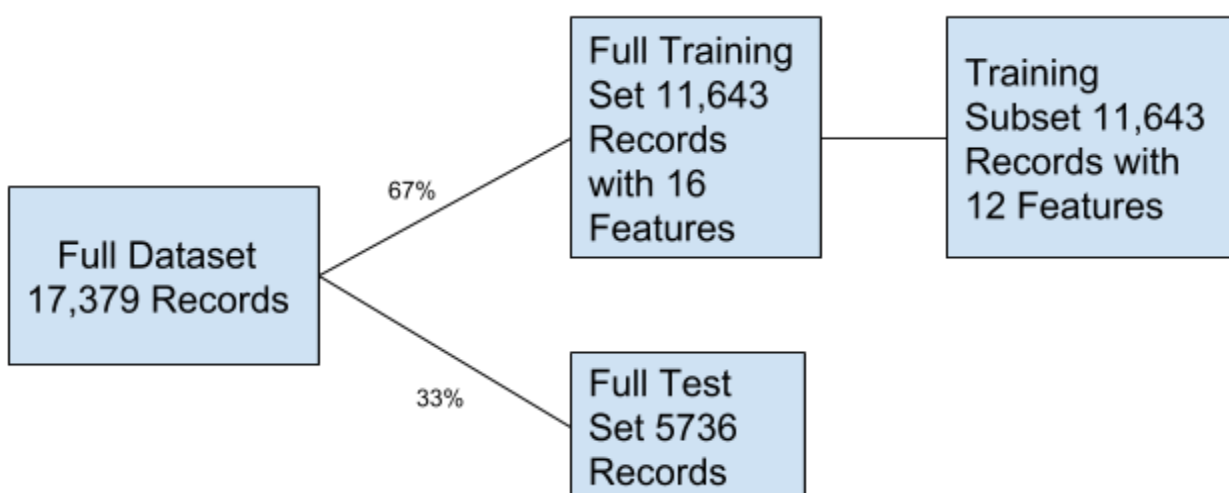 Full Dataset
17,379 Records
67%
33%
Full Training
Set 11,643
Records
with 16
Features
Training
Subset 11,643
Records with
12 Features
Full Test
Set 5736
Records